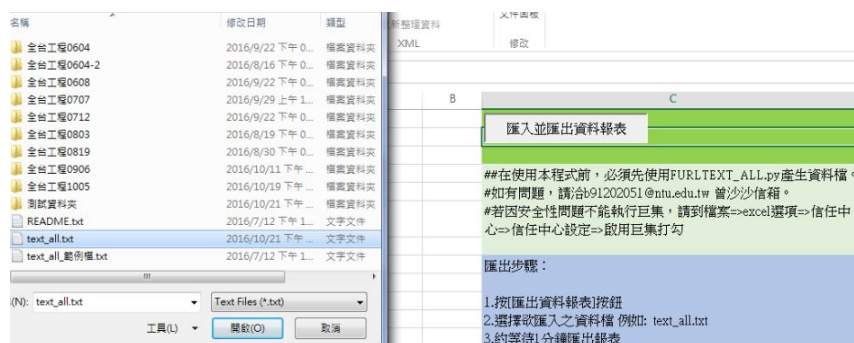 名稱 修改日期 類型
全台工程0604 2016/9/22 下午 0... 檔案資料夾
全台工程0604-2 2016/8/16 下午 0... 檔案資料夾
全台工程0608 2016/9/22 下午 0... 檔案資料夾
全台工程0707 2016/9/29 上午 1... 檔案資料夾
全台工程0712 2016/9/22 下午 0... 檔案資料夾
全台工程0803 2016/8/19 下午 0... 檔案資料夾
全台工程0819 2016/8/30 下午 0... 檔案資料夾
全台工程0906 2016/10/11 下午 ... 檔案資料夾
全台工程1005 2016/10/19 下午 ... 檔案資料夾
測試資料夾 2016/10/21 下午 ... 檔案資料夾
README.txt 2016/7/12 下午 1... 文字文件
text_all.txt 2016/10/21 下午 ... 文字文件
text_all_範例檔.txt 2016/7/12 下午 1... 文字文件
(N): text_all.txt Text Files (*.txt)
工具(L) 開啟(O) 取消
新整理資料 文件面板
XML 修改
B C
匯入並匯出資料報表
##在使用本程式前，必須先使用FURLTEXT_ALL.py產生資料檔。
#如有問題，請洽b91202051@ntu.edu.tw 曾沙沙信箱。
#若因安全性問題不能執行巨集，請到檔案=>excel選項=>信任中
心=>信任中心設定=>啟用巨集打勾
匯出步驟：
1.按[匯出資料報表]按鈕
2.選擇欲匯入之資料檔 例如: text_all.txt
3.約等待1分鐘匯出報表